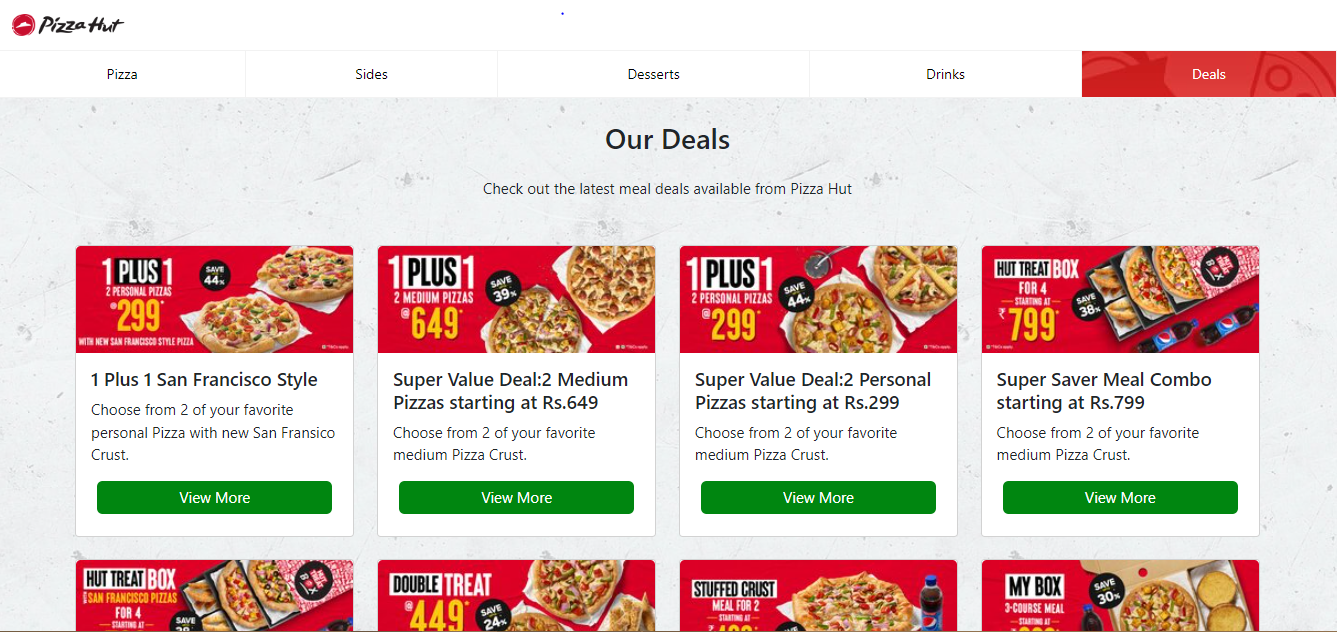 Pizza Hut
Pizza
Sides
Desserts
Drinks
Deals
Our Deals
Check out the latest meal deals available from Pizza Hut
1 PLUS 1
2 PERSONAL PIZZAS
@299*
SAVE
44%
WITH NEW SAN FRANCISCO STYLE PIZZA
1 PLUS 1
2 MEDIUM PIZZAS
@649*
SAVE
39%
1 PLUS 1
2 PERSONAL PIZZAS
@299*
SAVE
44%
HUT TREAT BOX
FOR 4
STARTING AT
₹799*
SAVE
38%
1 Plus 1 San Francisco Style
Choose from 2 of your favorite
personal Pizza with new San Fransico
Crust.
View More
Super Value Deal:2 Medium
Pizzas starting at Rs.649
Choose from 2 of your favorite
medium Pizza Crust.
View More
Super Value Deal:2 Personal
Pizzas starting at Rs.299
Choose from 2 of your favorite
medium Pizza Crust.
View More
Super Saver Meal Combo
starting at Rs.799
Choose from 2 of your favorite
medium Pizza Crust.
View More
HUT TREAT BOX
SAN FRANCISCO PIZZAS
FOR 4
STARTING AT
SAVE
DOUBLE TREAT
@449*
SAVE
24%
STUFFED CRUST
MEAL FOR 2
STARTING AT
SAVE
MY BOX
3-COURSE MEAL
STARTING AT
SAVE
30%